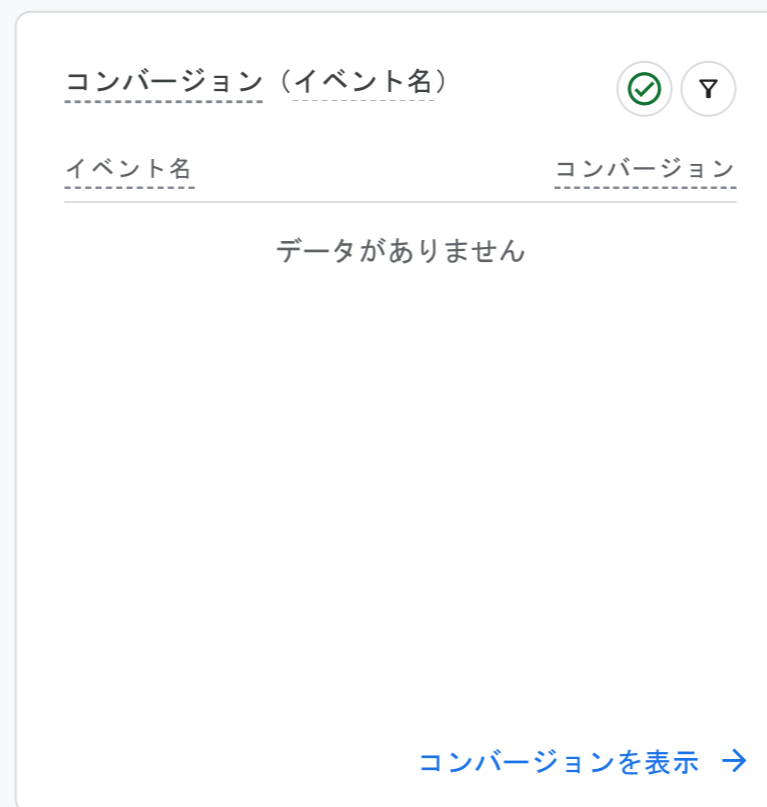 コンバージョン（イベント名）
イベント名 コンバージョン
データがありません
コンバージョンを表示 →